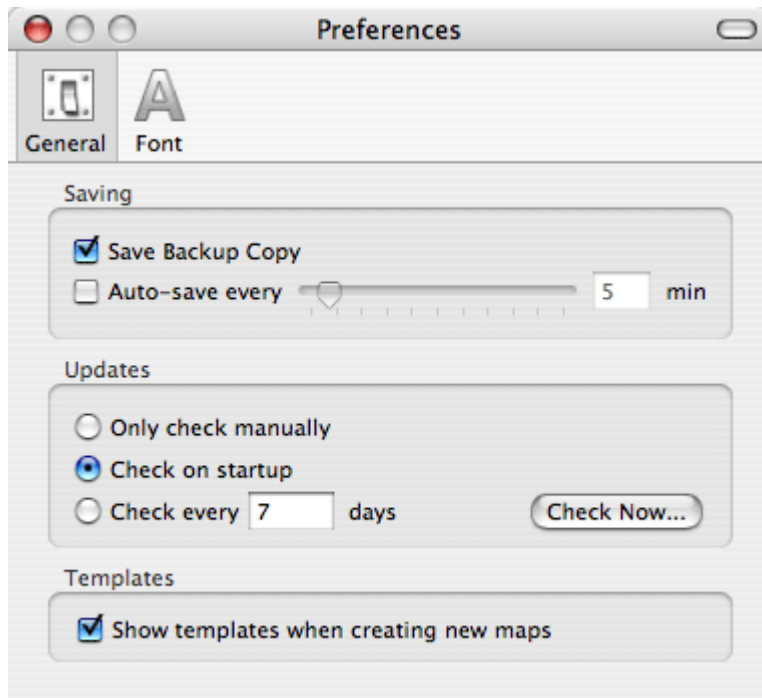 Preferences
General Font
Saving
Save Backup Copy
Auto-save every 5 min
Updates
Only check manually
Check on startup
Check every 7 days Check Now...
Templates
Show templates when creating new maps